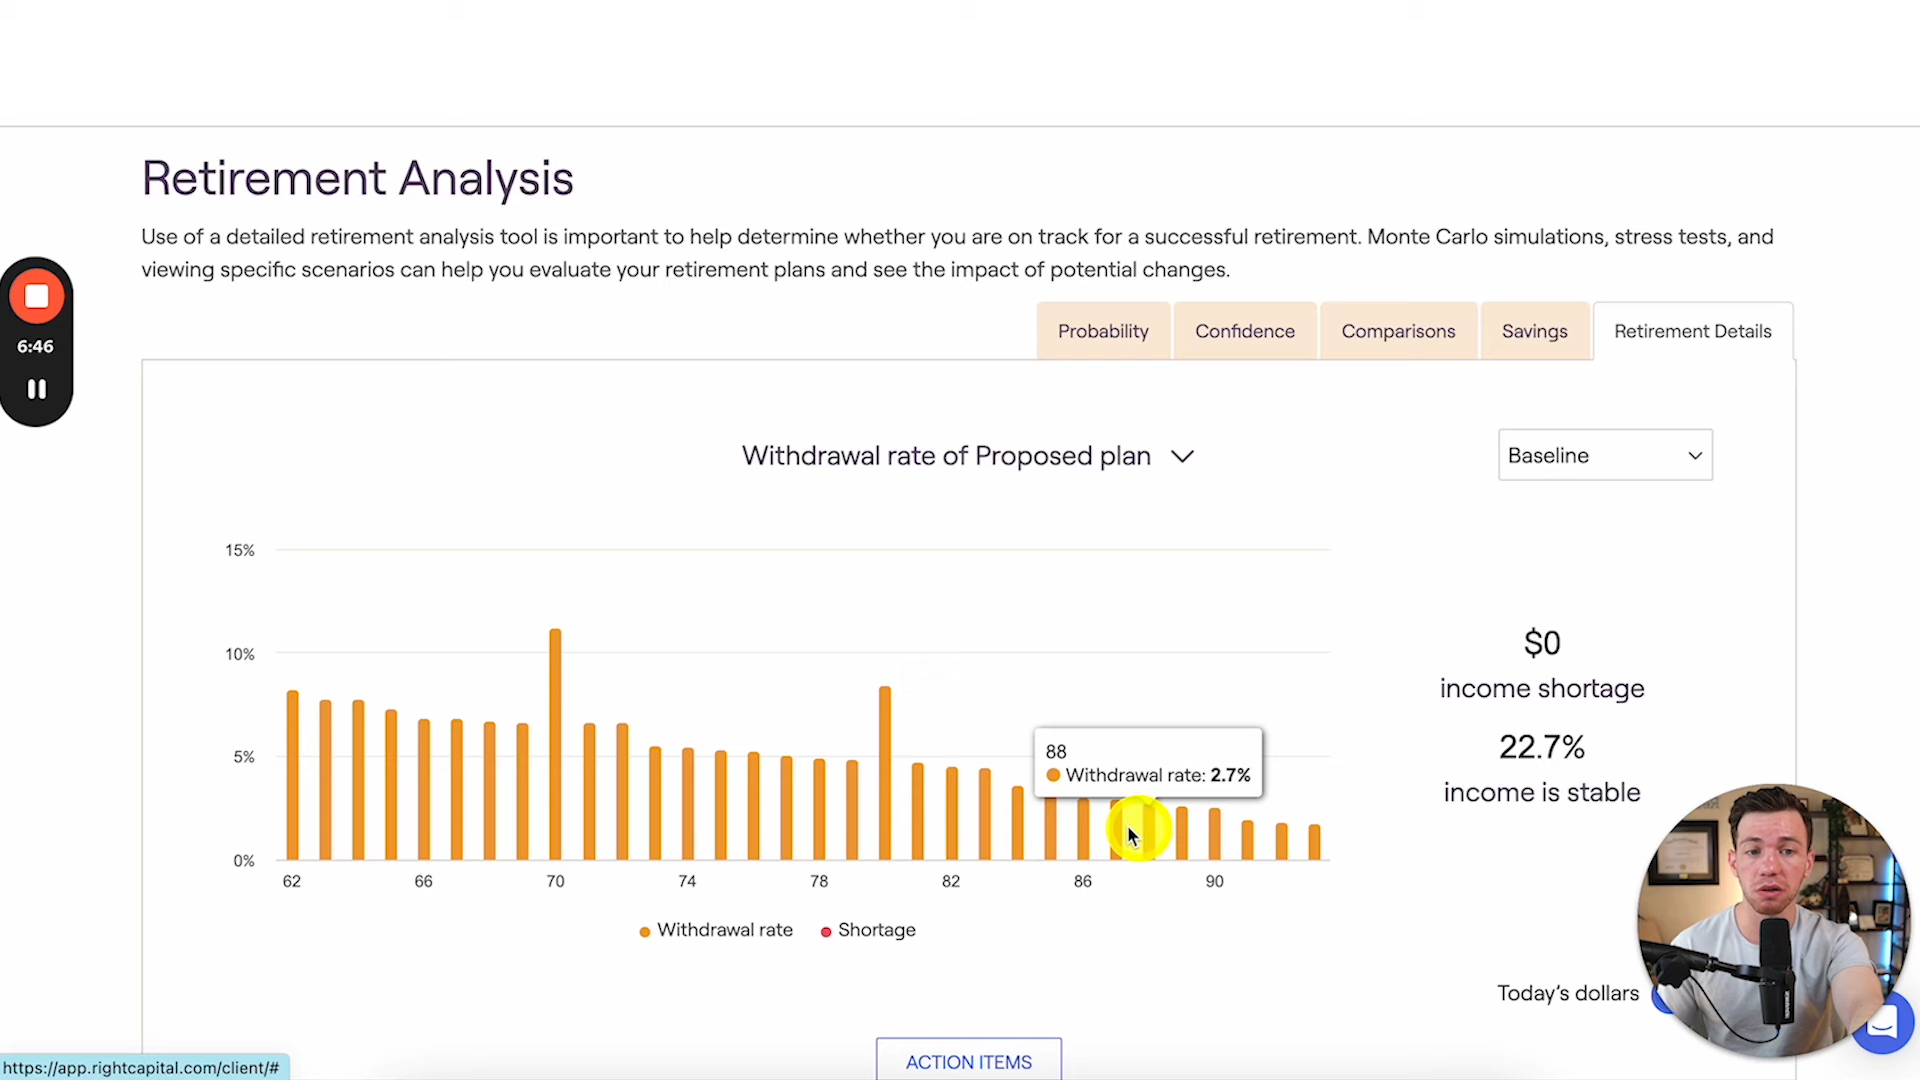 Retirement Analysis
Use of a detailed retirement analysis tool is important to help determine whether you are on track for a successful retirement. Monte Carlo simulations, stress tests, and
viewing specific scenarios can help you evaluate your retirement plans and see the impact of potential changes.
Probability
Confidence
Comparisons
Savings
Retirement Details
6:46
Withdrawal rate of Proposed plan
Baseline
15%
10%
5%
0%
88
Withdrawal rate: 2.7%
$0
income shortage
22.7%
income is stable
62 66 70 74 78 82 86 90
Withdrawal rate Shortage
Today's dollars
ACTION ITEMS
https://app.rightcapital.com/client/#